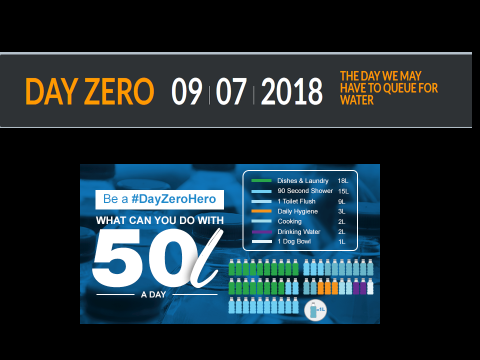 DAY ZERO 09 07 2018 THE DAY WE MAY
HAVE TO QUEUE FOR
WATER
Be a #DayZeroHero
WHAT CAN YOU DO WITH
50l
A DAY
Dishes & Laundry 18L
90 Second Shower 15L
1 Toilet Flush 9L
Daily Hygiene 3L
Cooking 2L
Drinking Water 2L
1 Dog Bowl 1L
=1L